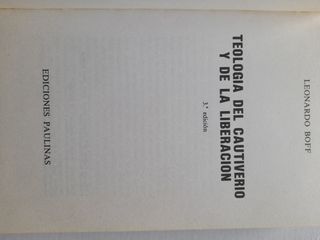 LEONARDO BOFF
TEOLOGIA DEL CAUTIVERIO
Y DE LA LIBERACION
3.ª edición
EDICIONES PAULINAS